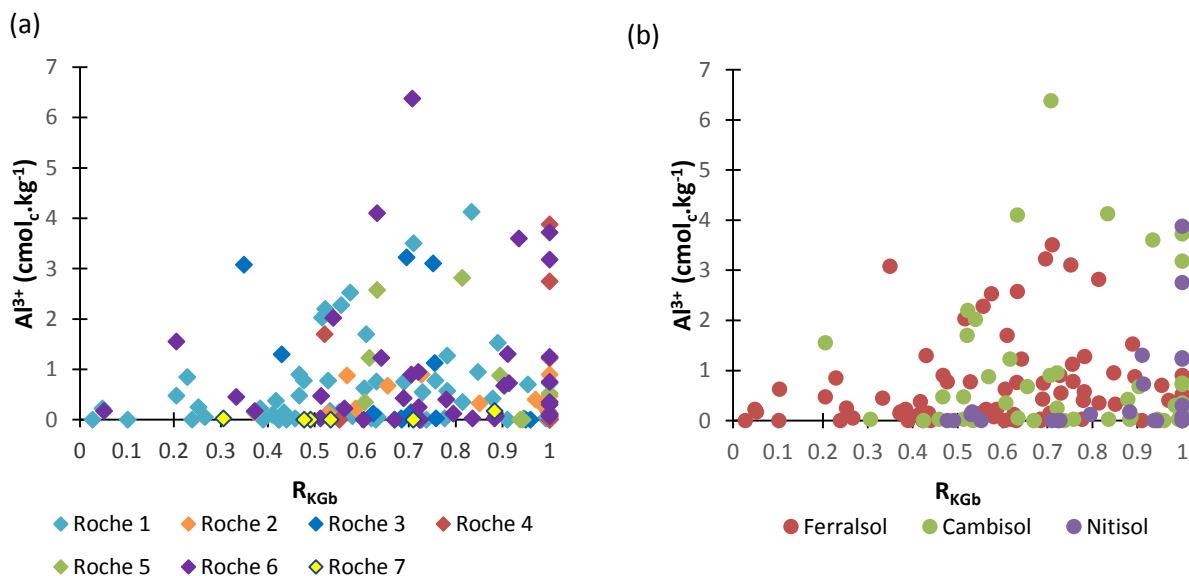 (a)
7
6
5
4
3
2
1
0
Al³⁺ (cmol_c.kg⁻¹)
0 0.1 0.2 0.3 0.4 0.5 0.6 0.7 0.8 0.9 1
R_KGb
Roche 1 Roche 2 Roche 3 Roche 4
Roche 5 Roche 6 Roche 7
(b)
7
6
5
4
3
2
1
0
Al³⁺ (cmol_c.kg⁻¹)
0 0.1 0.2 0.3 0.4 0.5 0.6 0.7 0.8 0.9 1
R_KGb
Ferralsol Cambisol Nitisol